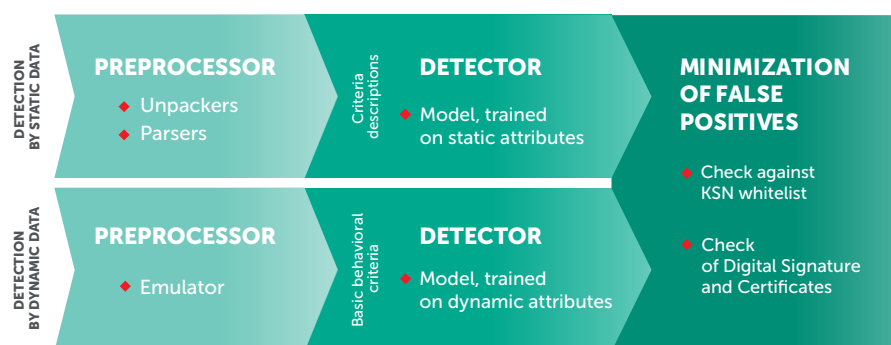 DETECTION
BY STATIC DATA
PREPROCESSOR
Unpackers
Parsers
Criteria
descriptions
DETECTOR
Model, trained
on static attributes
MINIMIZATION
OF FALSE
POSITIVES
Check against
KSN whitelist
Check
of Digital Signature
and Certificates
DETECTION
BY DYNAMIC DATA
PREPROCESSOR
Emulator
Basic behavioral
criteria
DETECTOR
Model, trained
on dynamic attributes